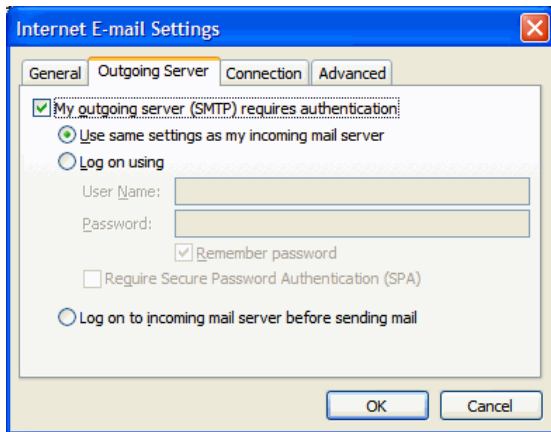 Internet E-mail Settings
General Outgoing Server Connection Advanced
My outgoing server (SMTP) requires authentication
Use same settings as my incoming mail server
Log on using
User Name:
Password:
Remember password
Require Secure Password Authentication (SPA)
Log on to incoming mail server before sending mail
OK Cancel